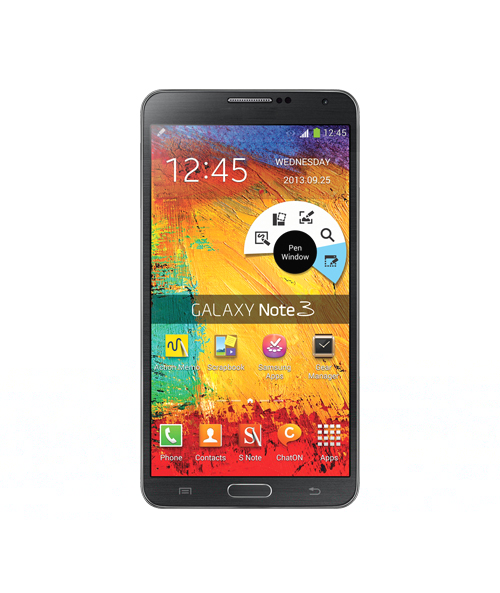 12:45
12:45
WEDNESDAY
2013.09.25
Pen
Window
GALAXY Note 3
Action Memo
Scrapbook
Samsung
Apps
Gear
Manager
Phone
Contacts
S Note
ChatON
Apps